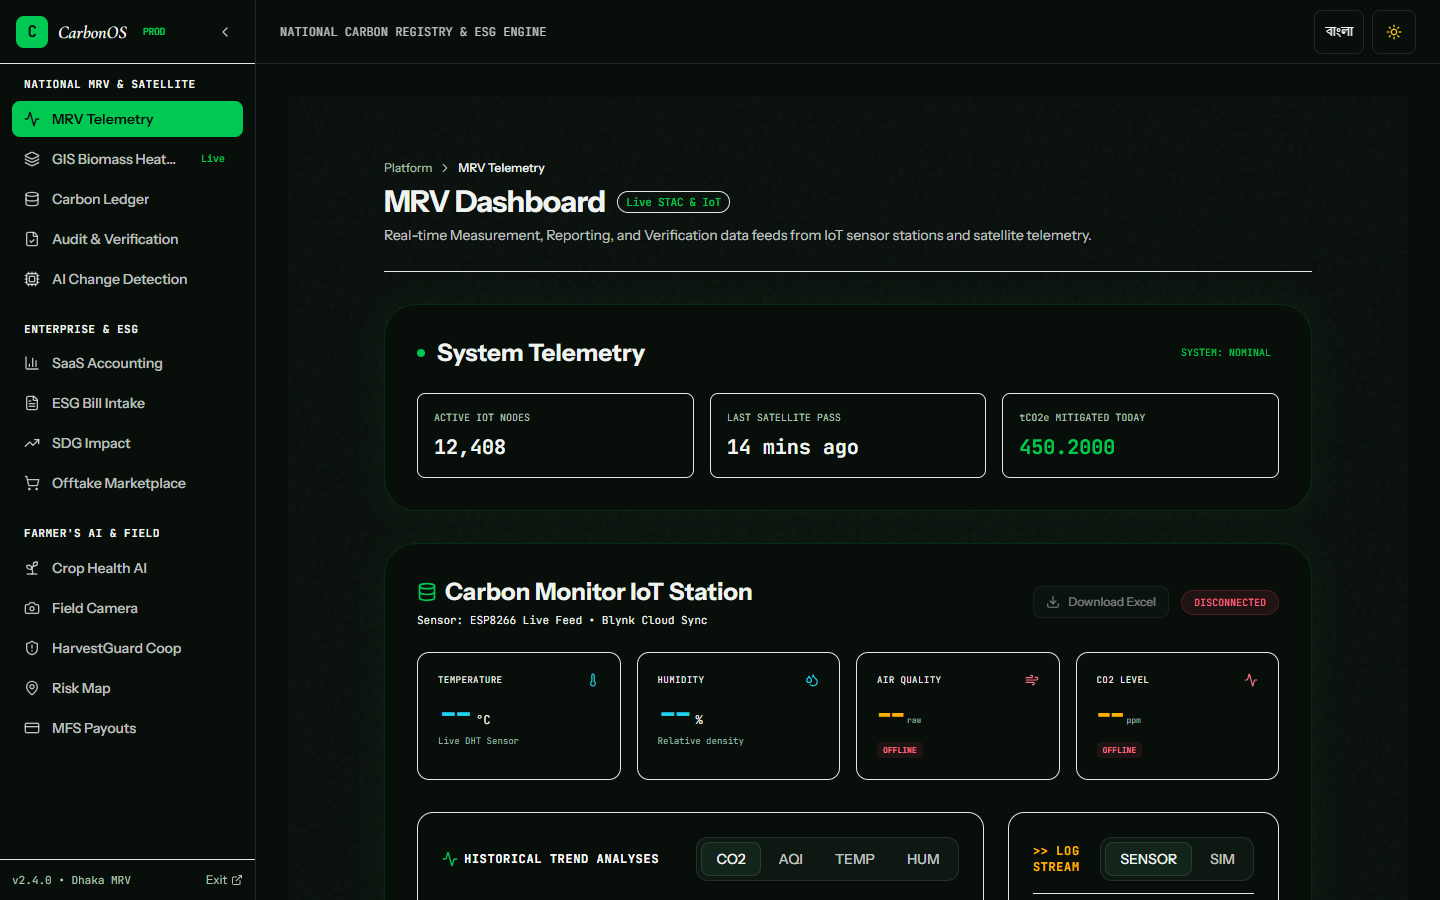 C CarbonOS PROD
NATIONAL CARBON REGISTRY & ESG ENGINE
বাংলা
NATIONAL MRV & SATELLITE
MRV Telemetry
GIS Biomass Heat... Live
Carbon Ledger
Audit & Verification
AI Change Detection
ENTERPRISE & ESG
SaaS Accounting
ESG Bill Intake
SDG Impact
Offtake Marketplace
FARMER'S AI & FIELD
Crop Health AI
Field Camera
HarvestGuard Coop
Risk Map
MFS Payouts
v2.4.0 • Dhaka MRV Exit
Platform > MRV Telemetry
MRV Dashboard Live STAC & IoT
Real-time Measurement, Reporting, and Verification data feeds from IoT sensor stations and satellite telemetry.
System Telemetry SYSTEM: NOMINAL
ACTIVE IOT NODES
12,408
LAST SATELLITE PASS
14 mins ago
tCO2e MITIGATED TODAY
450.2000
Carbon Monitor IoT Station
Sensor: ESP8266 Live Feed • Blynk Cloud Sync
Download Excel DISCONNECTED
TEMPERATURE
-- °C
Live DHT Sensor
HUMIDITY
-- %
Relative density
AIR QUALITY
-- raw
OFFLINE
CO2 LEVEL
-- ppm
OFFLINE
HISTORICAL TREND ANALYSES CO2 AQI TEMP HUM
>> LOG
STREAM
SENSOR SIM